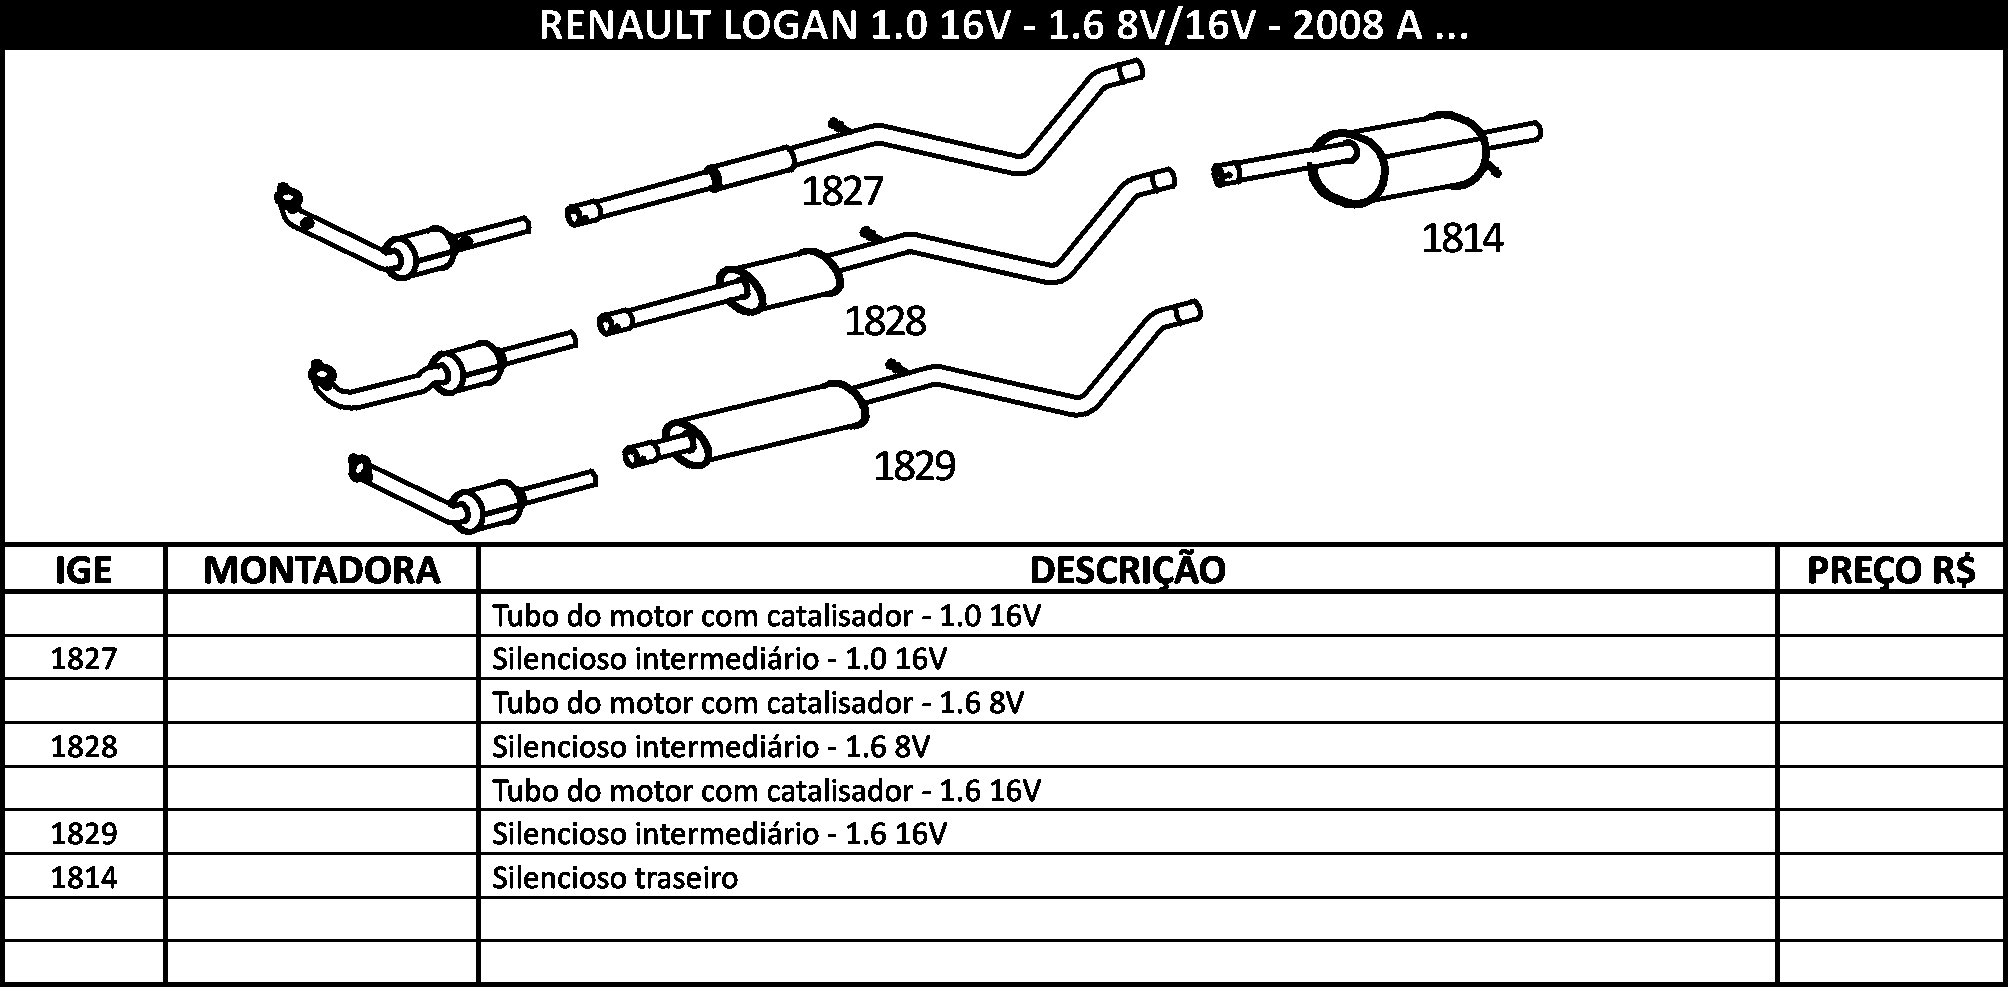 RENAULT LOGAN 1.0 16V - 1.6 8V/16V - 2008 A ...
1827
1814
1828
1829
IGE MONTADORA DESCRIÇÃO PREÇO R$
Tubo do motor com catalisador - 1.0 16V
1827 Silencioso intermediário - 1.0 16V
Tubo do motor com catalisador - 1.6 8V
1828 Silencioso intermediário - 1.6 8V
Tubo do motor com catalisador - 1.6 16V
1829 Silencioso intermediário - 1.6 16V
1814 Silencioso traseiro